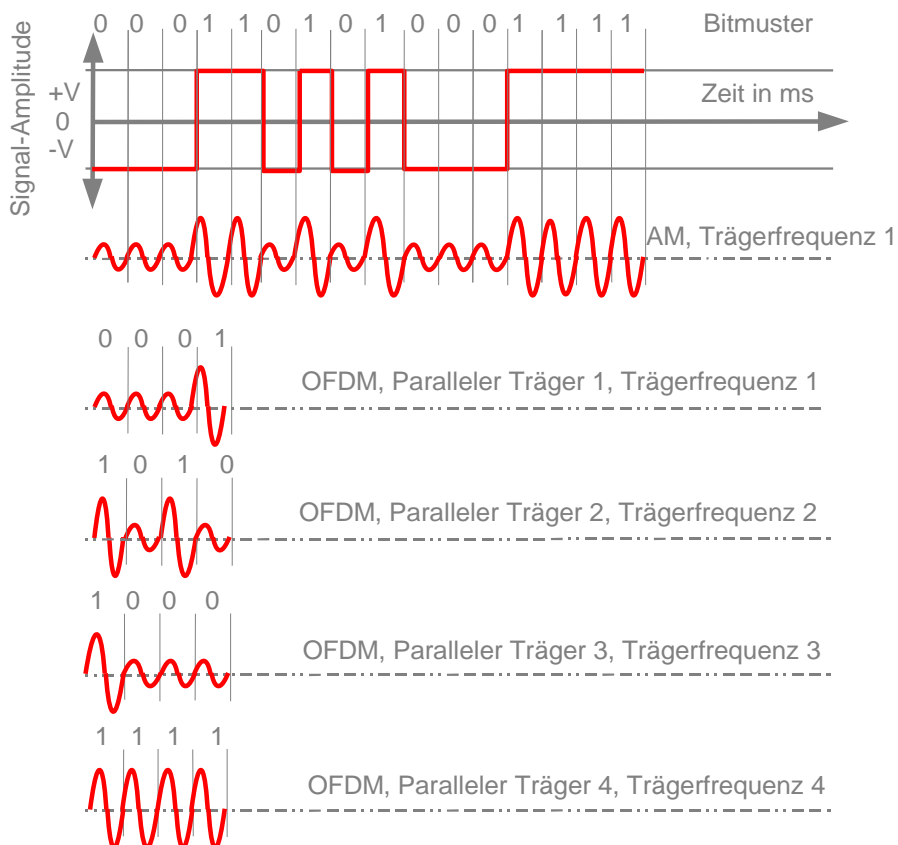 0 0 0 1 1 0 1 0 1 0 0 0 1 1 1 1 Bitmuster
Signal-Amplitude
+V
0
-V
Zeit in ms
AM, Trägerfrequenz 1
0 0 0 1
OFDM, Paralleler Träger 1, Trägerfrequenz 1
1 0 1 0
OFDM, Paralleler Träger 2, Trägerfrequenz 2
1 0 0 0
OFDM, Paralleler Träger 3, Trägerfrequenz 3
1 1 1 1
OFDM, Paralleler Träger 4, Trägerfrequenz 4